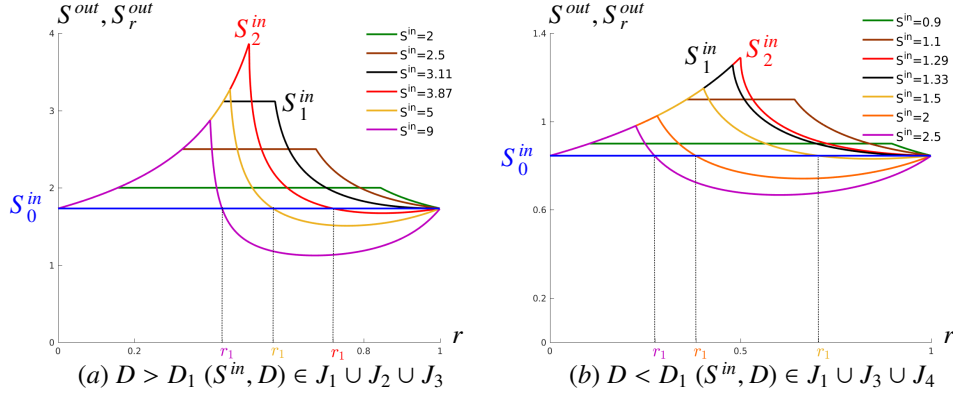 S^out, S_r^out
4
3
2
1
0
S_2^in
S_1^in
S_0^in
S^in=2
S^in=2.5
S^in=3.11
S^in=3.87
S^in=5
S^in=9
0
0.2
r_1
r_1
r_1
0.8
1
r
(a) D > D_1 (S^in, D) ∈ J_1 ∪ J_2 ∪ J_3
S^out, S_r^out
1.4
1
0.6
0.2
0
S_1^in
S_2^in
S_0^in
S^in=0.9
S^in=1.1
S^in=1.29
S^in=1.33
S^in=1.5
S^in=2
S^in=2.5
0
r_1
r_1
0.5
r_1
1
r
(b) D < D_1 (S^in, D) ∈ J_1 ∪ J_3 ∪ J_4